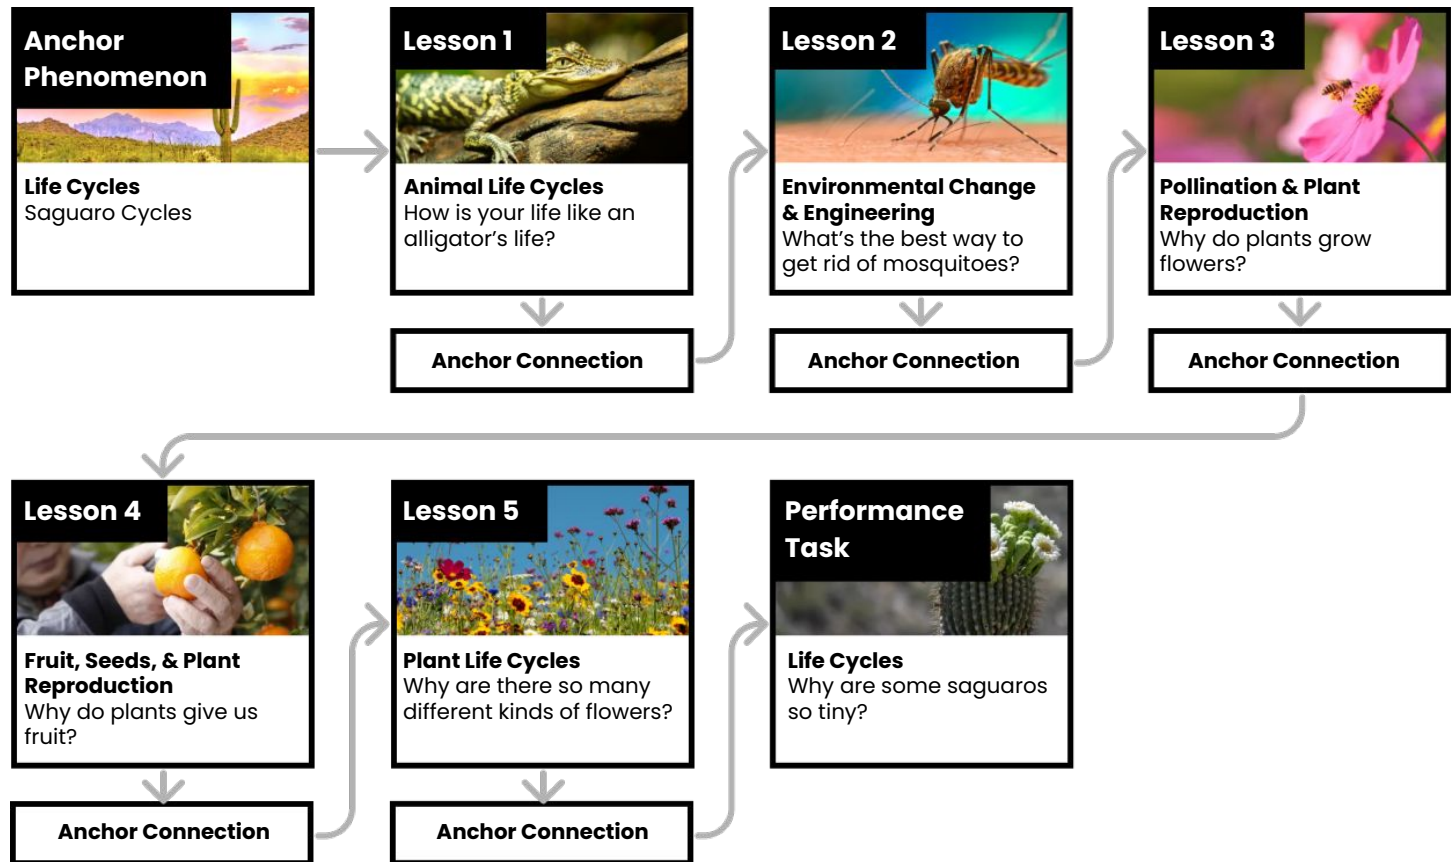 Anchor
Phenomenon
Life Cycles
Saguaro Cycles
Lesson 1
Animal Life Cycles
How is your life like an
alligator’s life?
Anchor Connection
Lesson 2
Environmental Change
& Engineering
What’s the best way to
get rid of mosquitoes?
Anchor Connection
Lesson 3
Pollination & Plant
Reproduction
Why do plants grow
flowers?
Anchor Connection
Lesson 4
Fruit, Seeds, & Plant
Reproduction
Why do plants give us
fruit?
Anchor Connection
Lesson 5
Plant Life Cycles
Why are there so many
different kinds of flowers?
Anchor Connection
Performance
Task
Life Cycles
Why are some saguaros
so tiny?